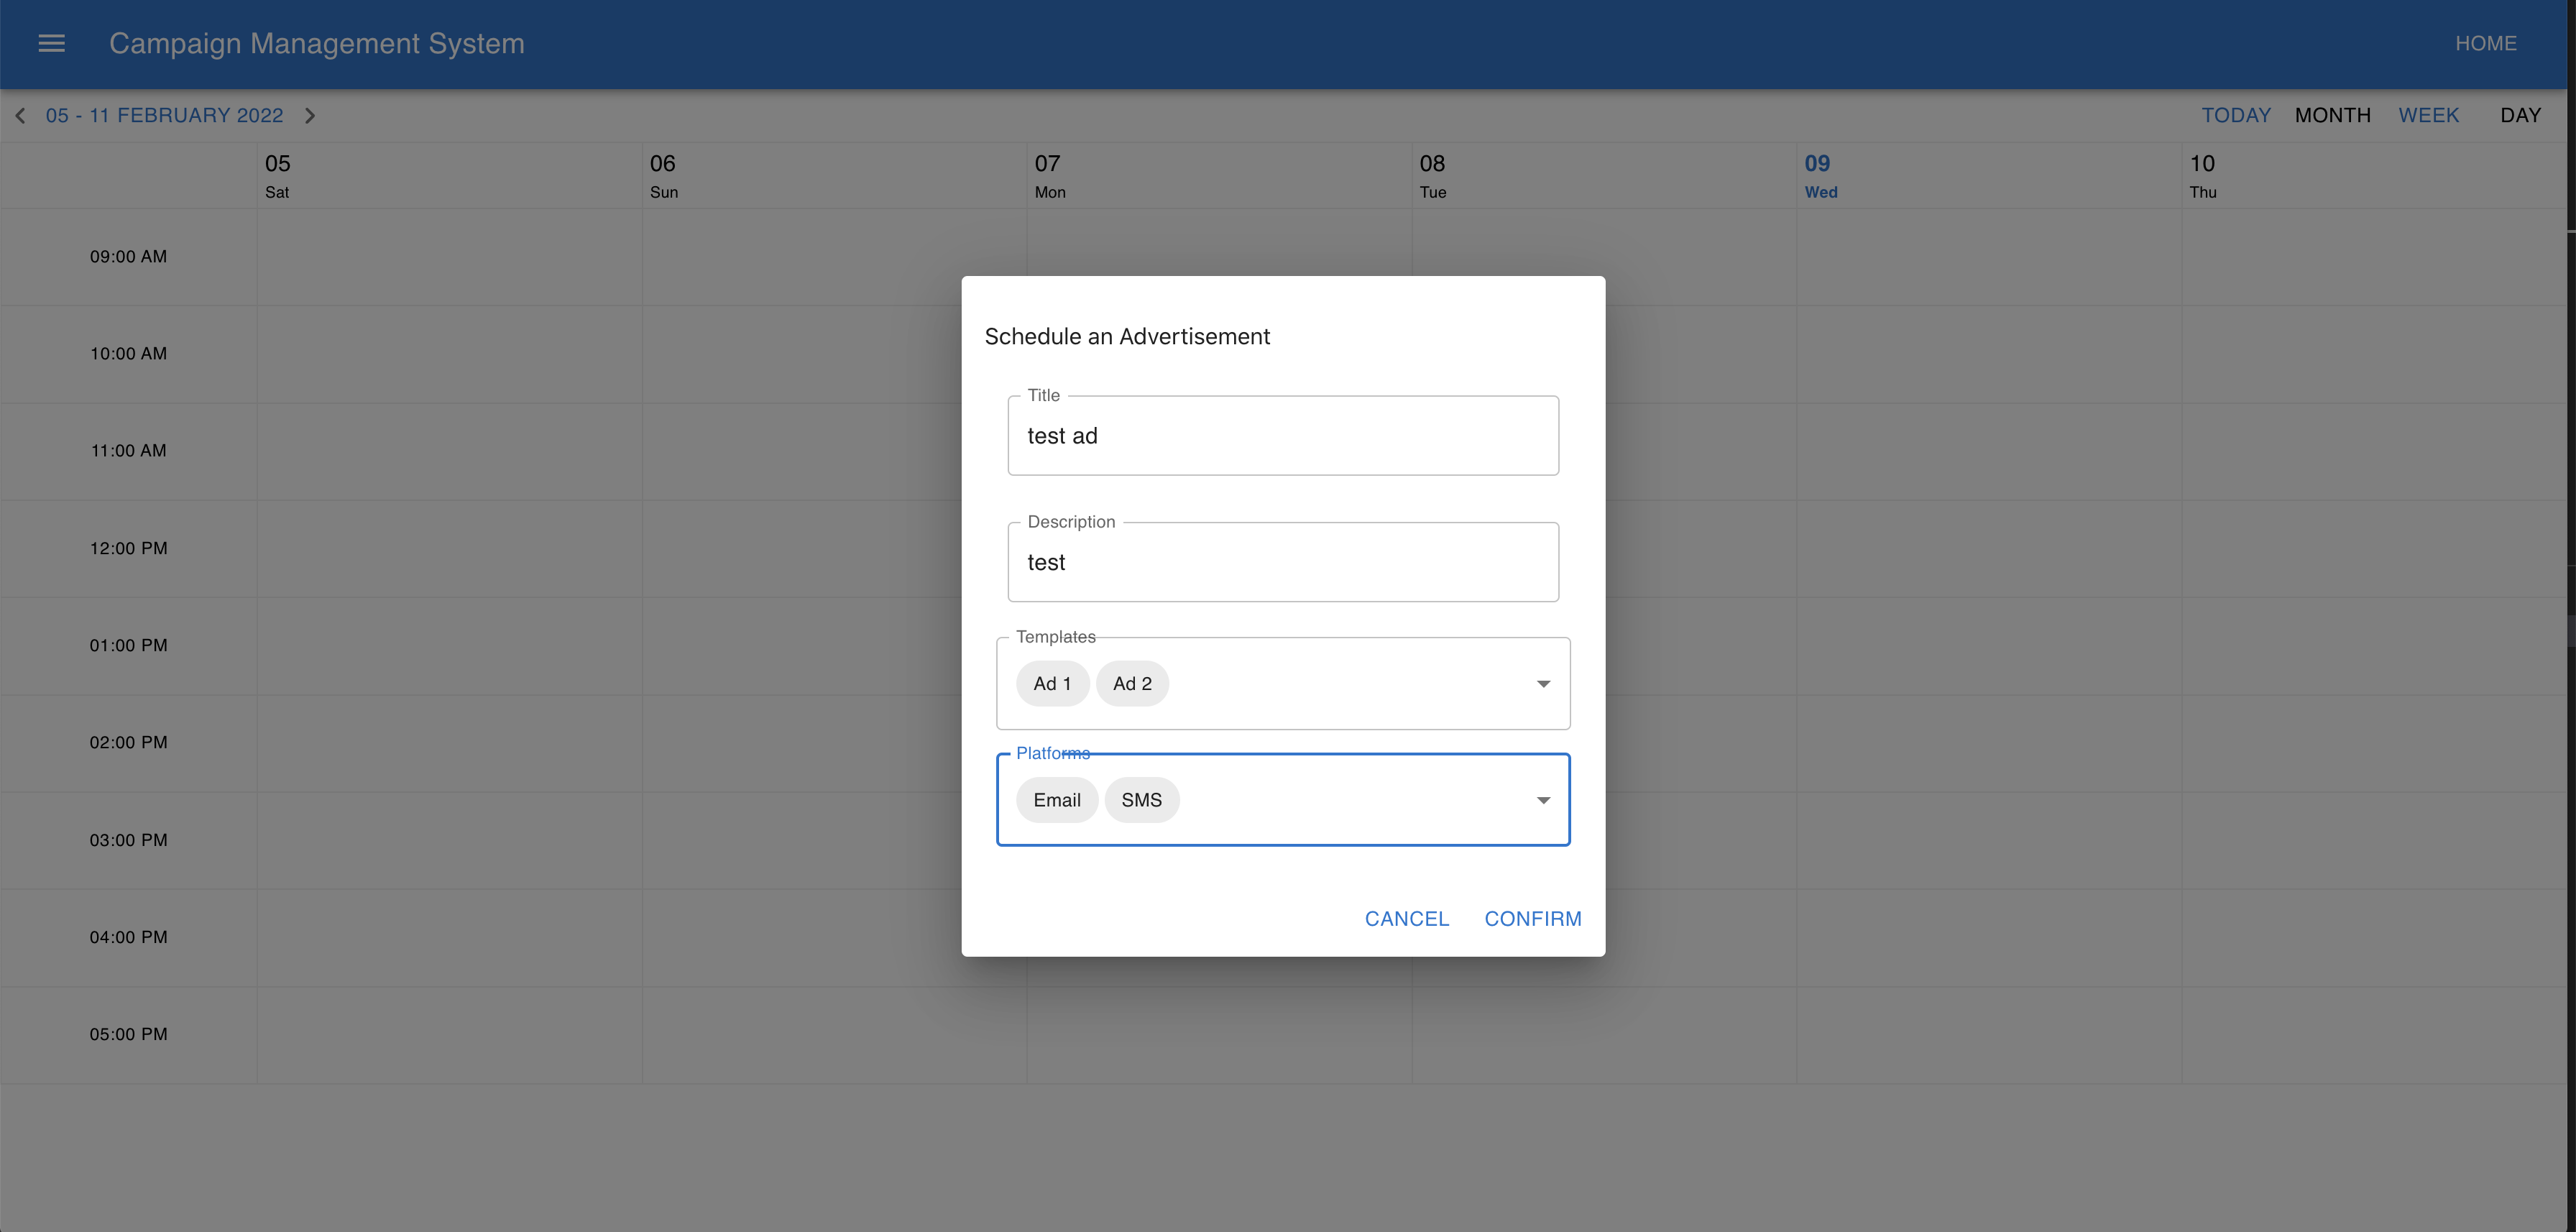 Campaign Management System HOME
05 - 11 FEBRUARY 2022 TODAY MONTH WEEK DAY
05 06 07 08 09 10
Sat Sun Mon Tue Wed Thu
09:00 AM
10:00 AM
11:00 AM
12:00 PM
01:00 PM
02:00 PM
03:00 PM
04:00 PM
05:00 PM
Schedule an Advertisement
Title
test ad
Description
test
Templates
Ad 1 Ad 2
Platforms
Email SMS
CANCEL CONFIRM